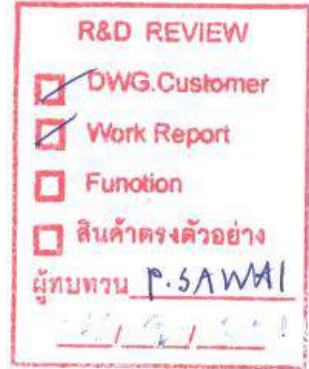 R&D REVIEW
DWG.Customer
Work Report
Function
สินค้าตรงตัวอย่าง
ผู้ทบทวน P.SAWAI